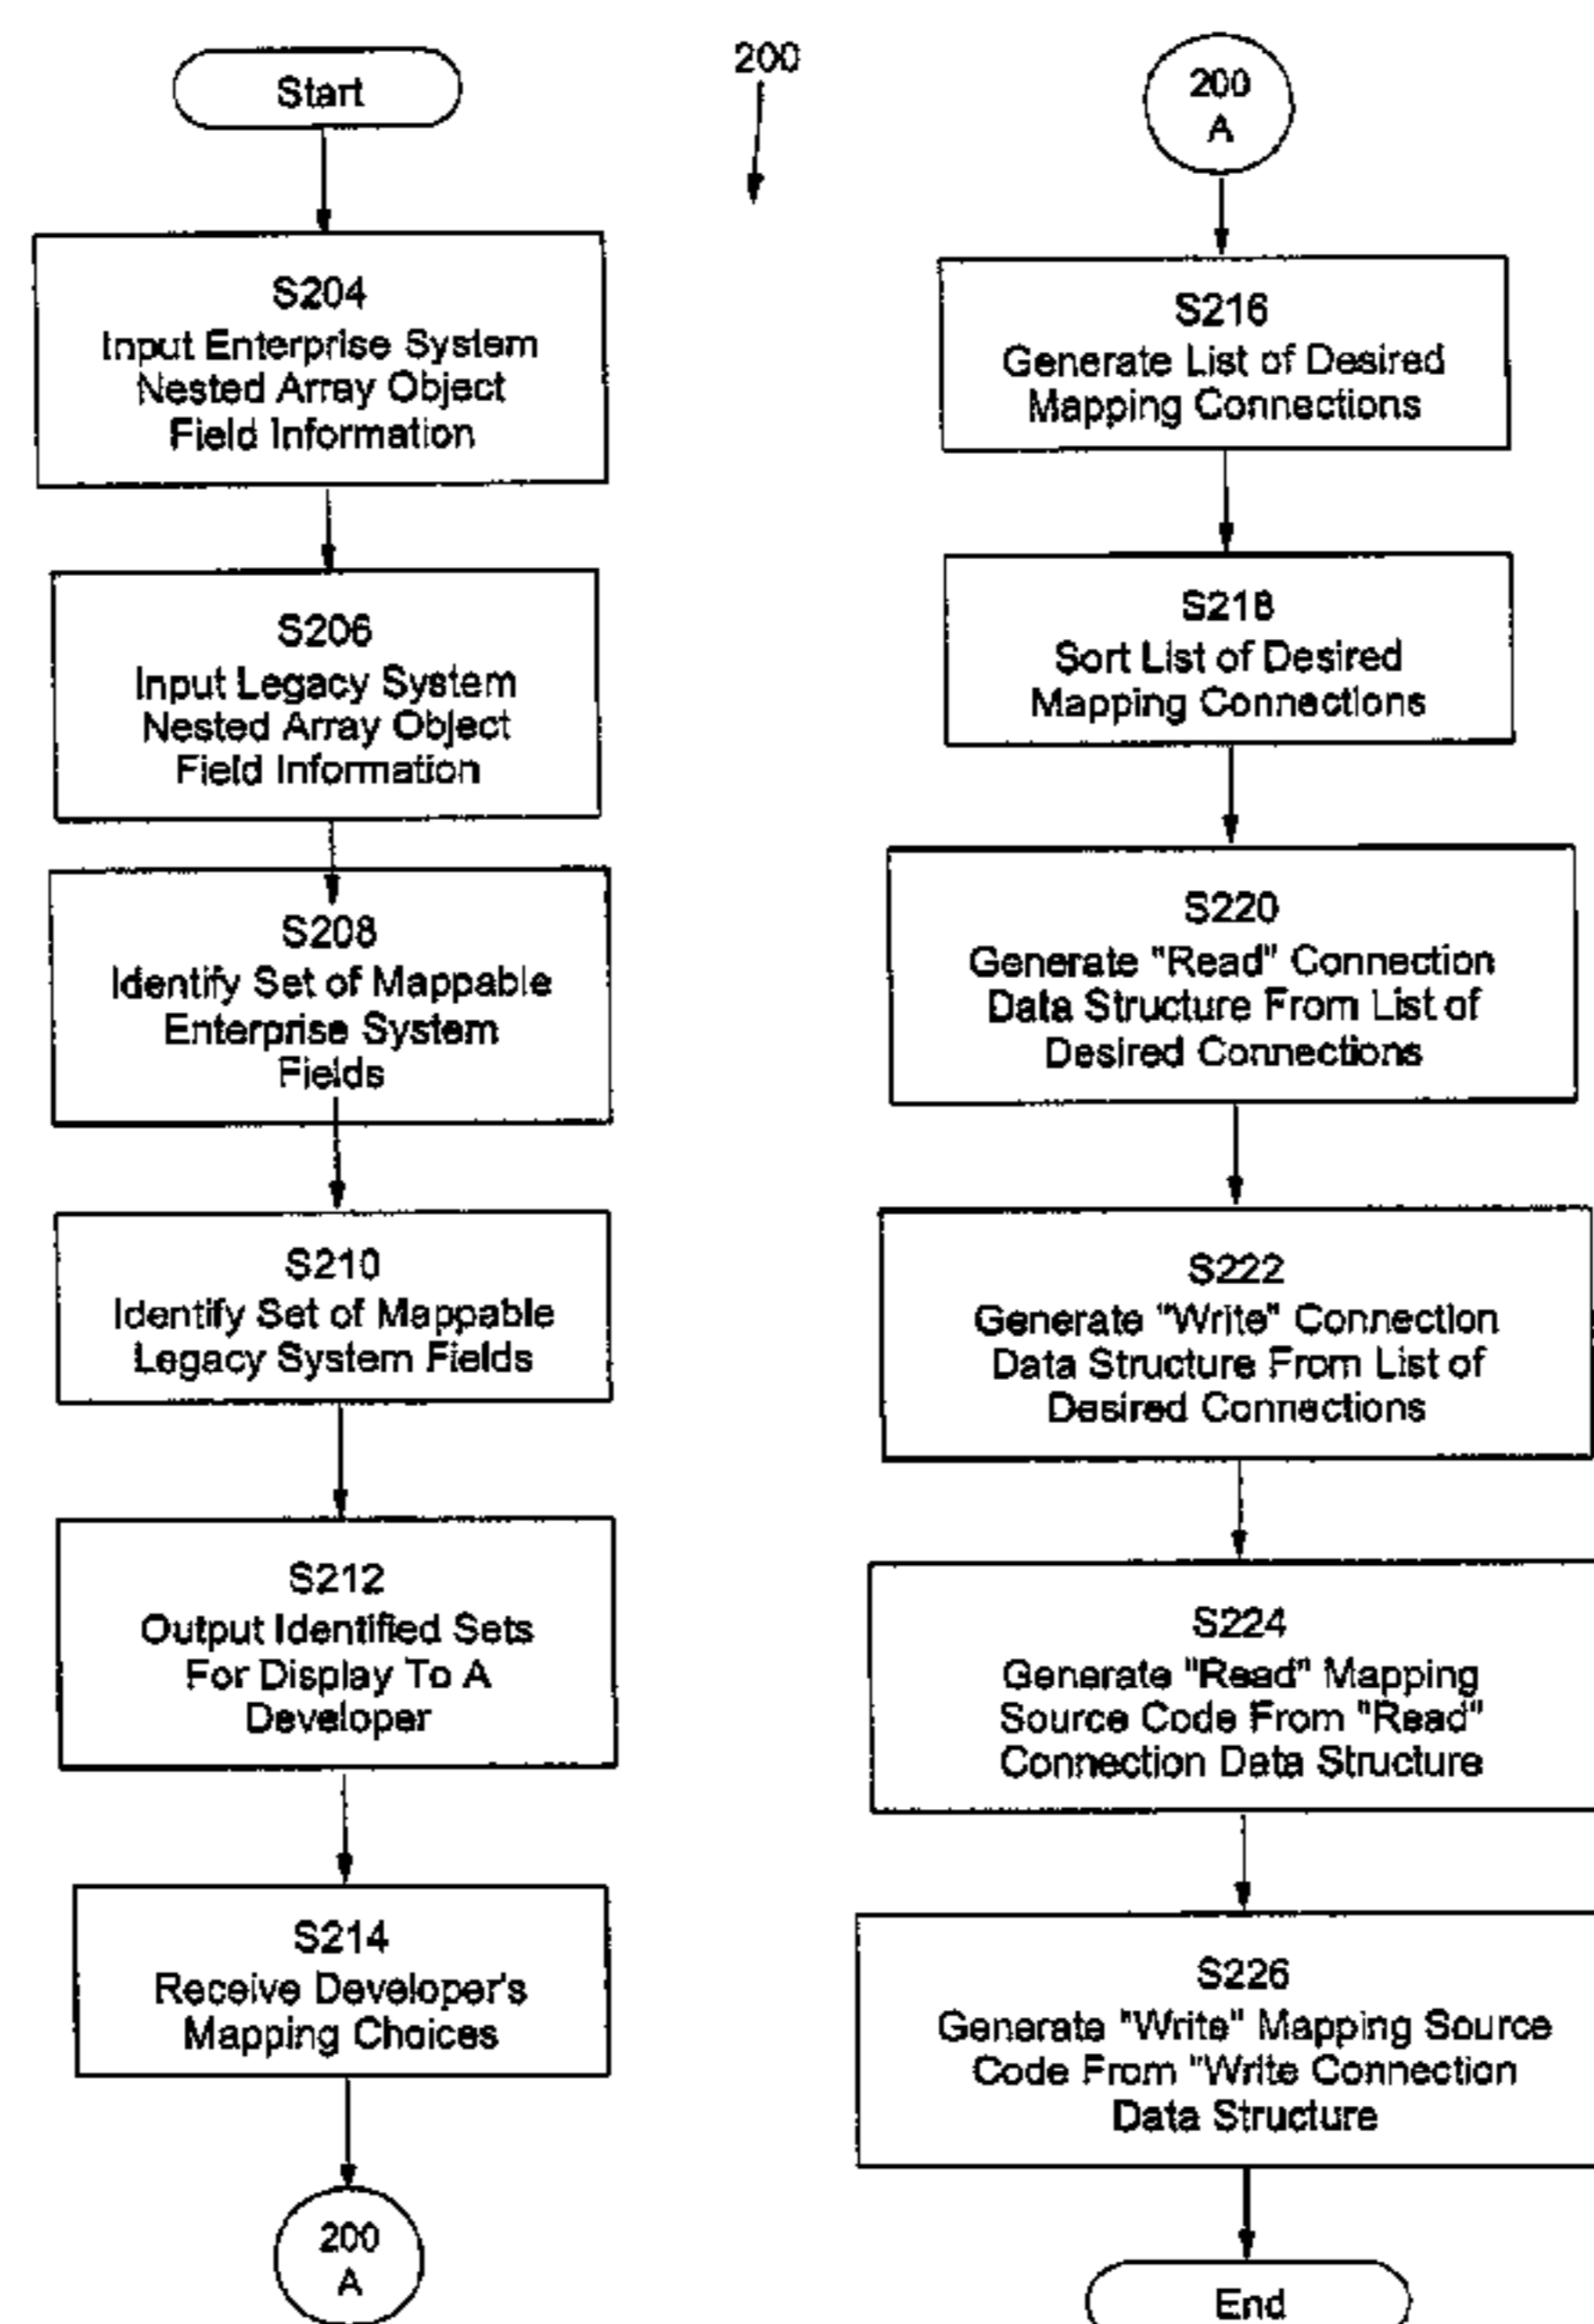 Start
S204
Input Enterprise System
Nested Array Object
Field Information
S206
Input Legacy System
Nested Array Object
Field Information
S208
Identify Set of Mappable
Enterprise System
Fields
S210
Identify Set of Mappable
Legacy System Fields
S212
Output Identified Sets
For Display To A
Developer
S214
Receive Developer's
Mapping Choices
200
A
200
200
A
S216
Generate List of Desired
Mapping Connections
S218
Sort List of Desired
Mapping Connections
S220
Generate "Read" Connection
Data Structure From List of
Desired Connections
S222
Generate "Write" Connection
Data Structure From List of
Desired Connections
S224
Generate "Read" Mapping
Source Code From "Read"
Connection Data Structure
S226
Generate "Write" Mapping Source
Code From "Write Connection
Data Structure
End